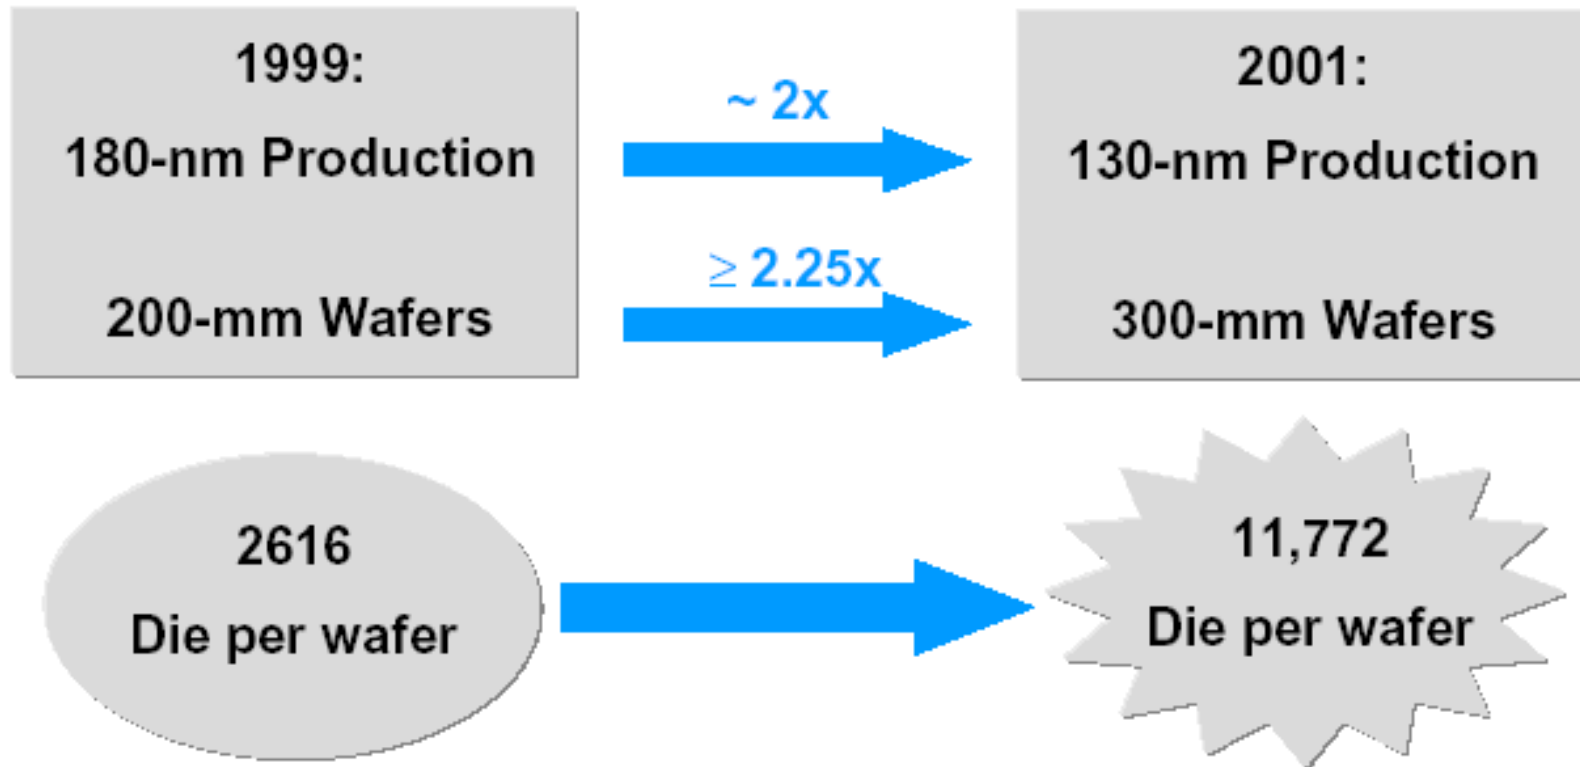 1999:
180-nm Production
200-mm Wafers
~ 2x
≥ 2.25x
2001:
130-nm Production
300-mm Wafers
2616
Die per wafer
11,772
Die per wafer